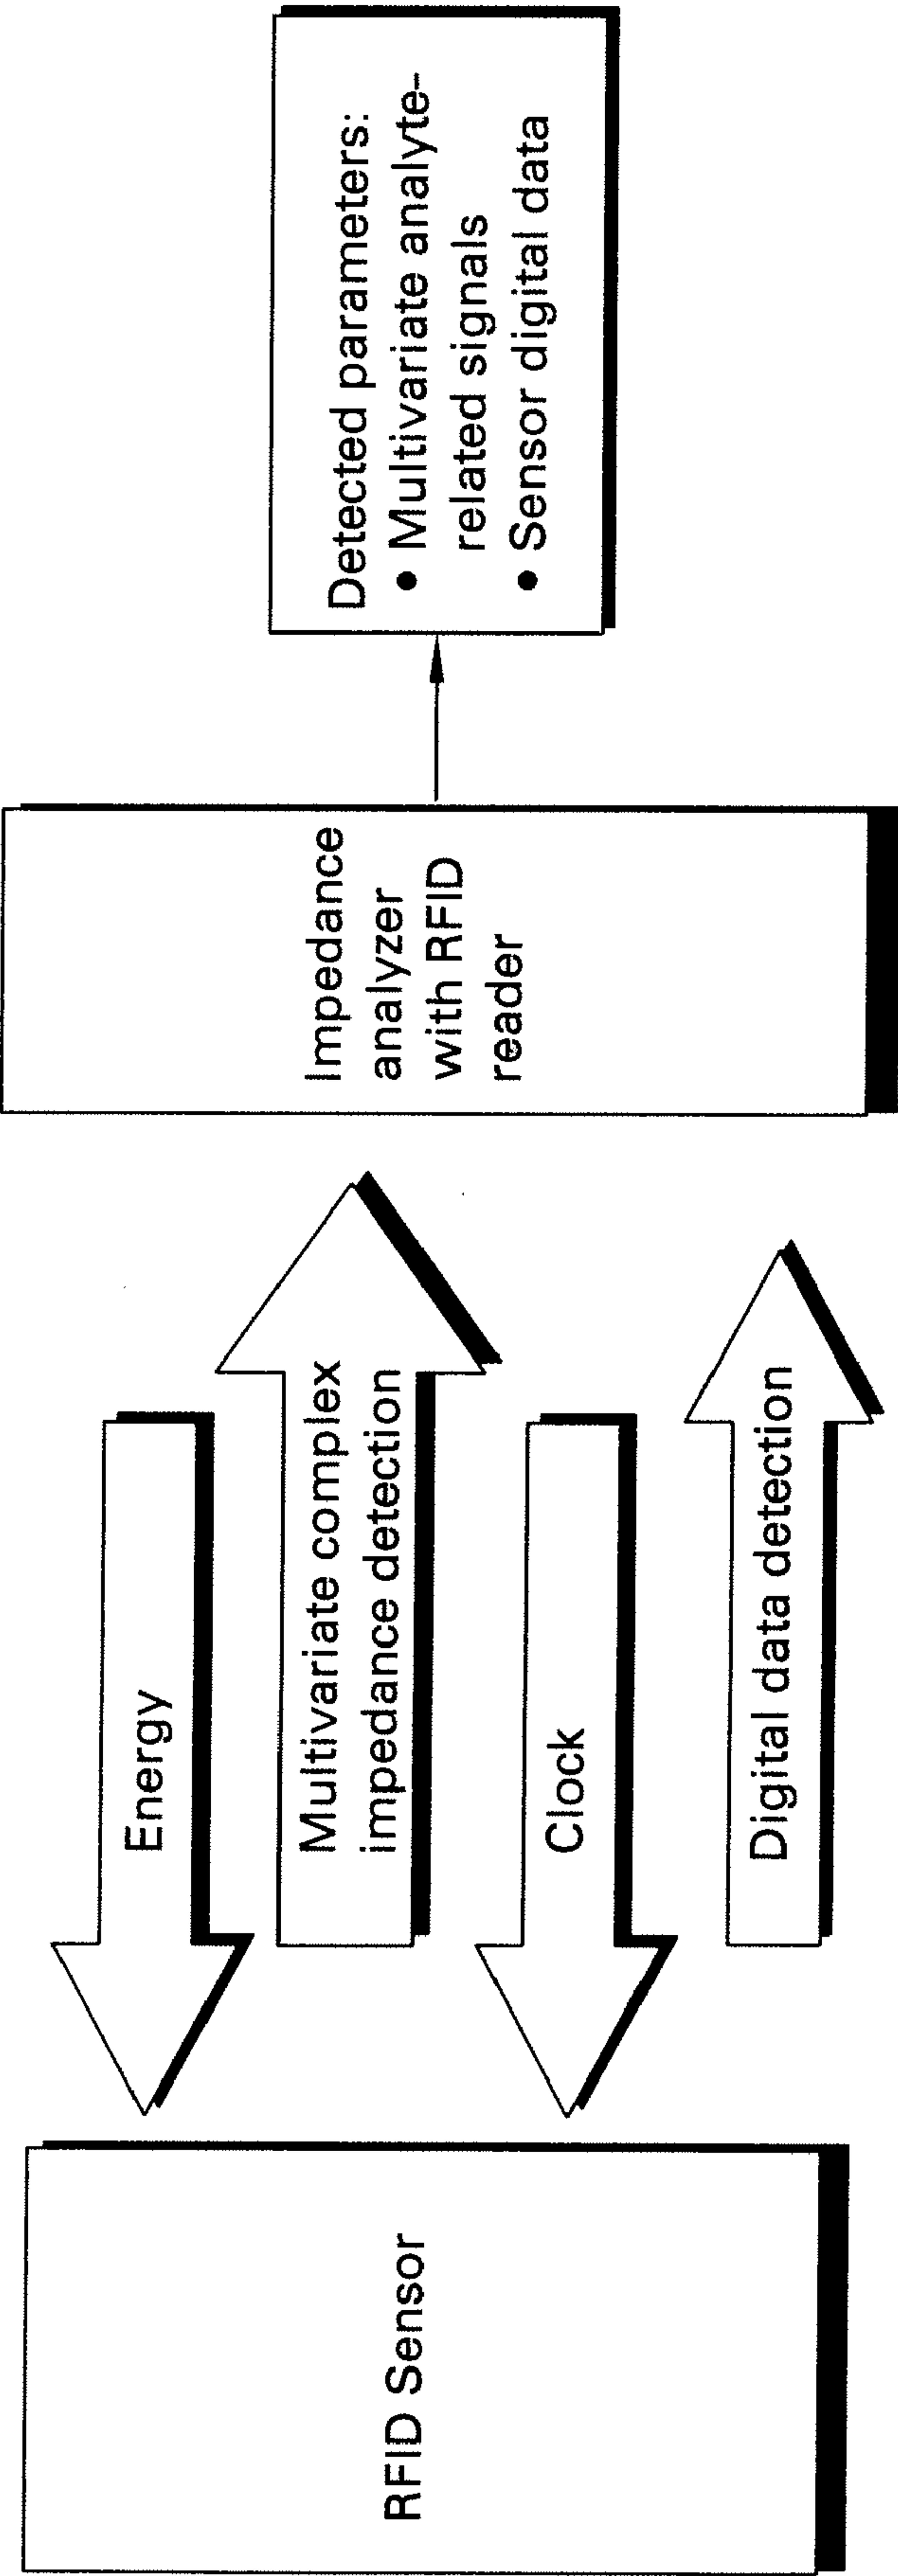 RFID Sensor
Energy
Multivariate complex
impedance detection
Clock
Digital data detection
Impedance
analyzer
with RFID
reader
Detected parameters:
• Multivariate analyte-
related signals
• Sensor digital data